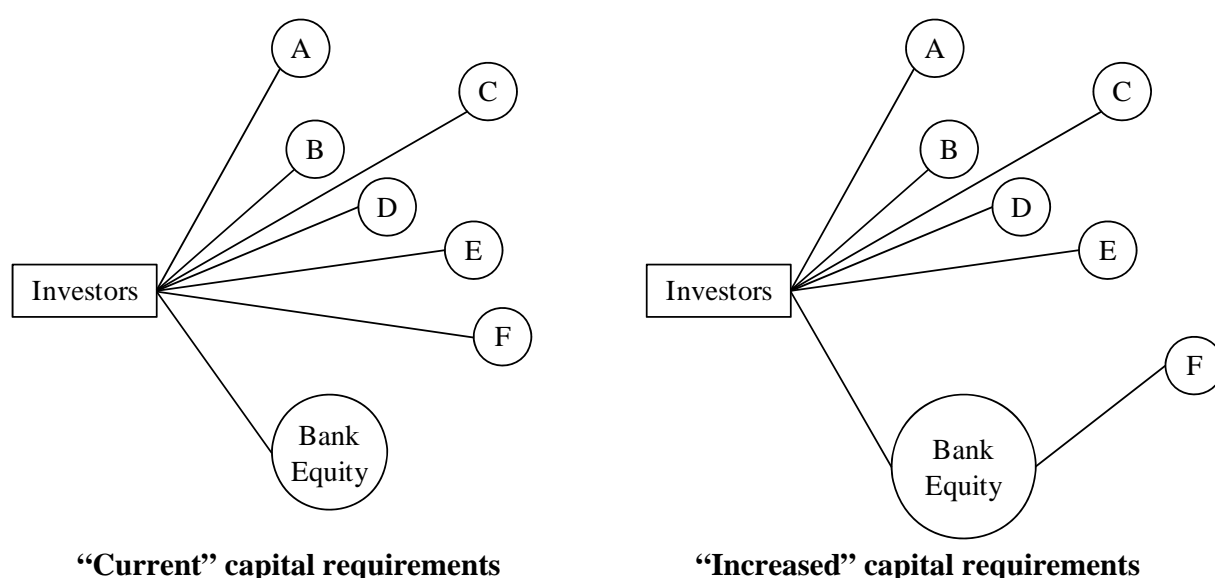 A
C
B
D
E
Investors
F
Bank
Equity
“Current” capital requirements
A
C
B
D
E
Investors
F
Bank
Equity
“Increased” capital requirements